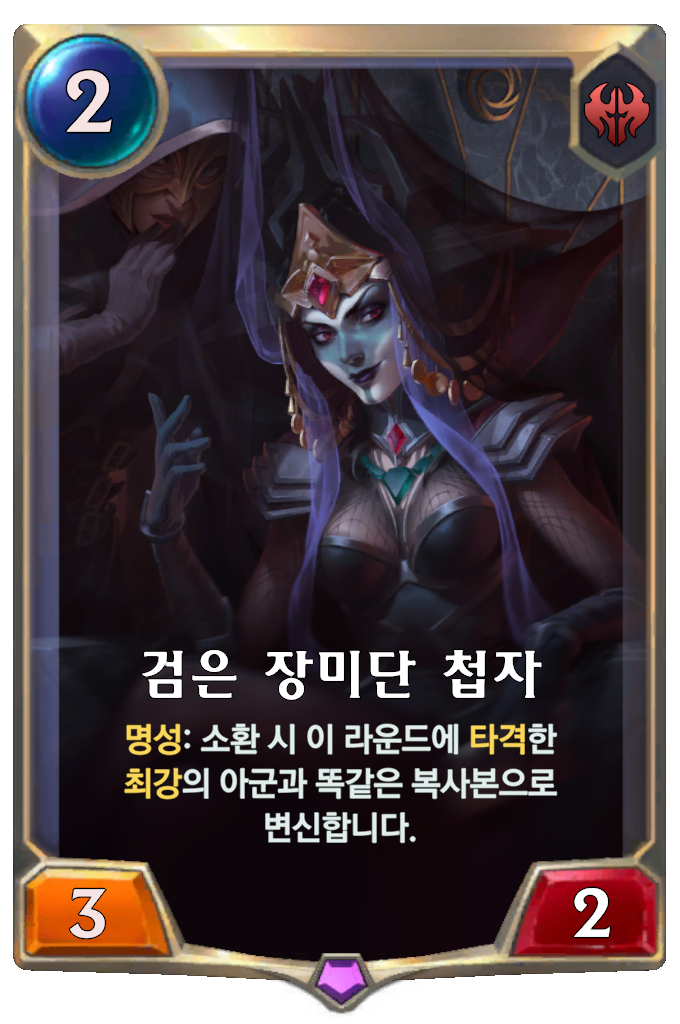 2
검은 장미단 첩자
명성: 소환 시 이 라운드에 타격한
최강의 아군과 똑같은 복사본으로
변신합니다.
3
2